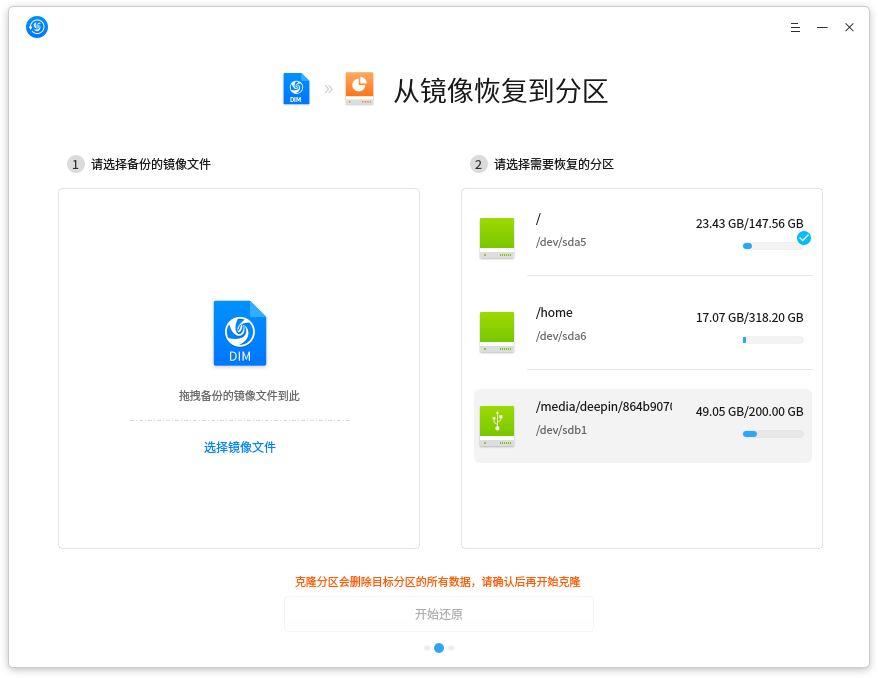 DIM
»
从镜像恢复到分区
1 请选择备份的镜像文件
DIM
拖拽备份的镜像文件到此
选择镜像文件
2 请选择需要恢复的分区
/
23.43 GB/147.56 GB
/dev/sda5
/home
17.07 GB/318.20 GB
/dev/sda6
/media/deepin/864b907
49.05 GB/200.00 GB
/dev/sdb1
克隆分区会删除目标分区的所有数据，请确认后再开始克隆
开始还原